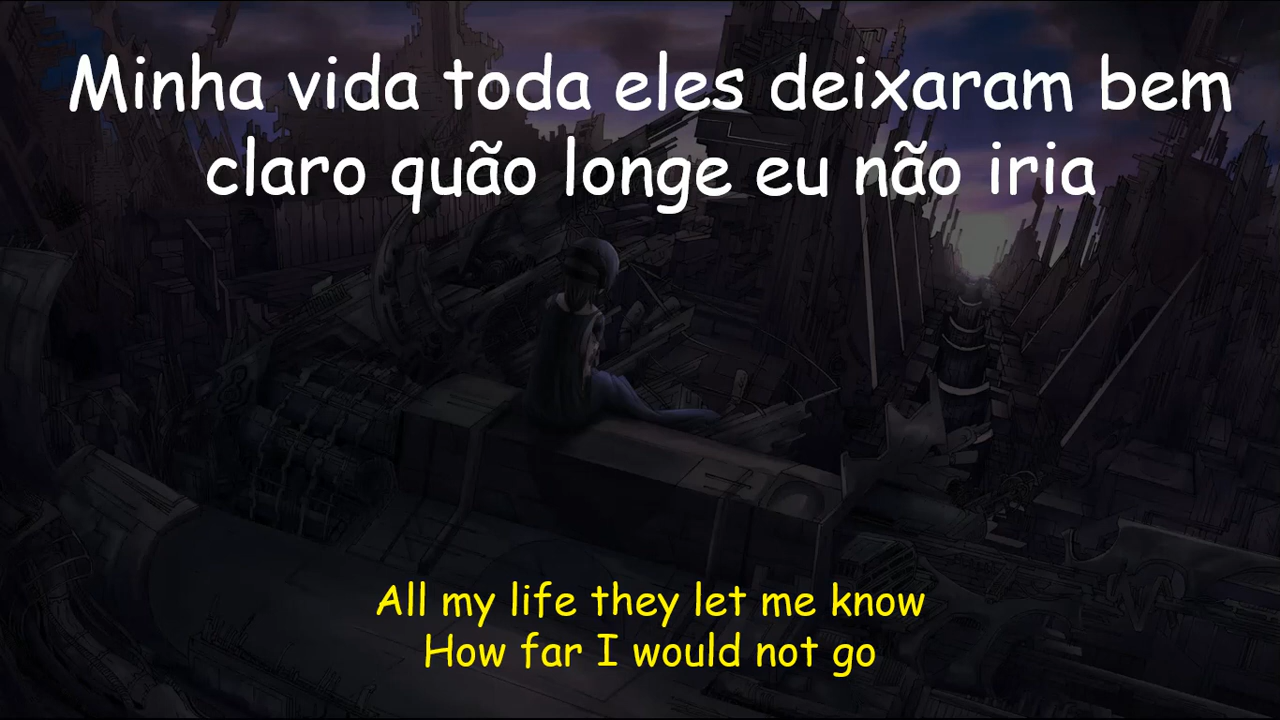 Minha vida toda eles deixaram bem
claro quão longe eu não iria
All my life they let me know
How far I would not go